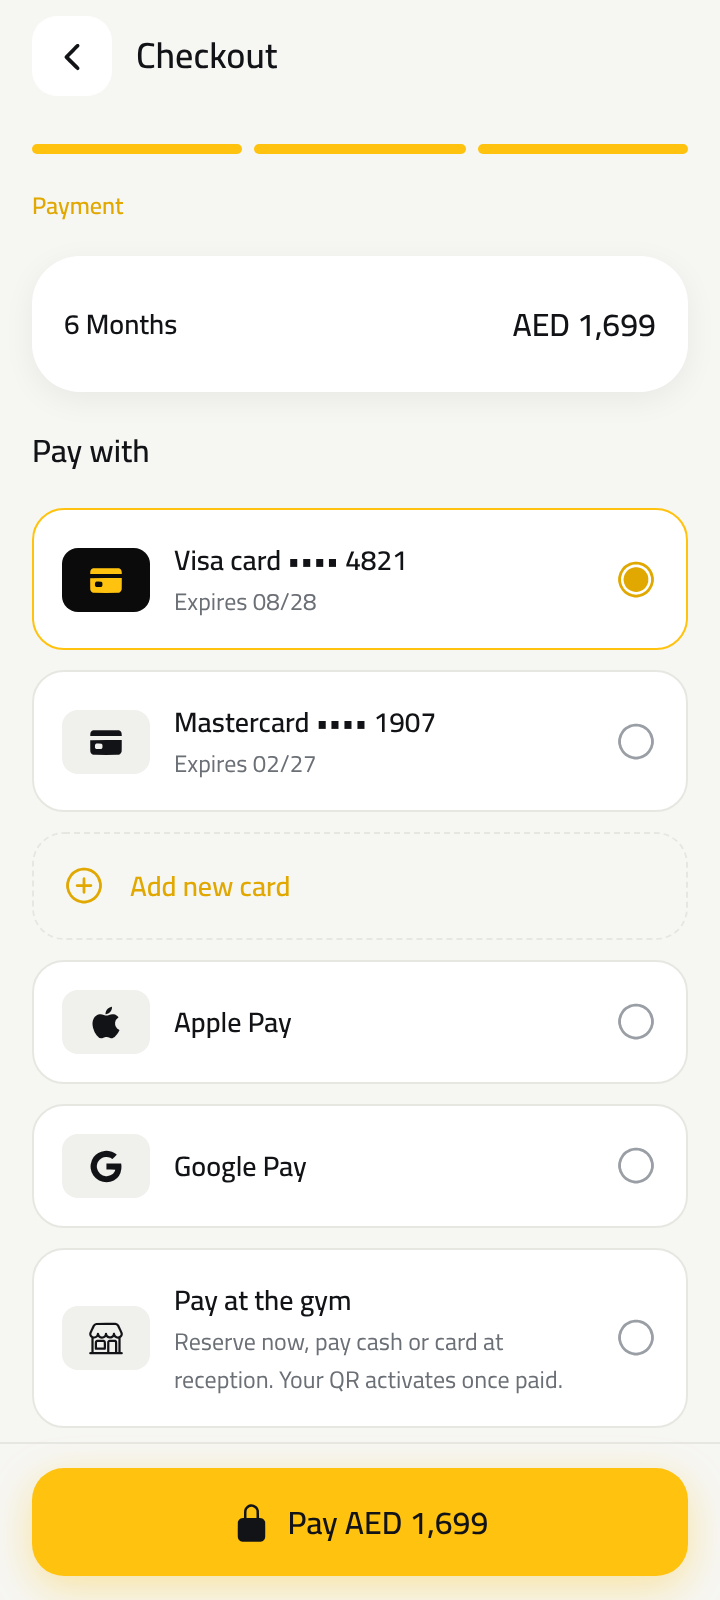 Checkout
Payment
6 Months
AED 1,699
Pay with
Visa card ▪▪▪▪ 4821
Expires 08/28
Mastercard ▪▪▪▪ 1907
Expires 02/27
Add new card
Apple Pay
Google Pay
Pay at the gym
Reserve now, pay cash or card at
reception. Your QR activates once paid.
Pay AED 1,699